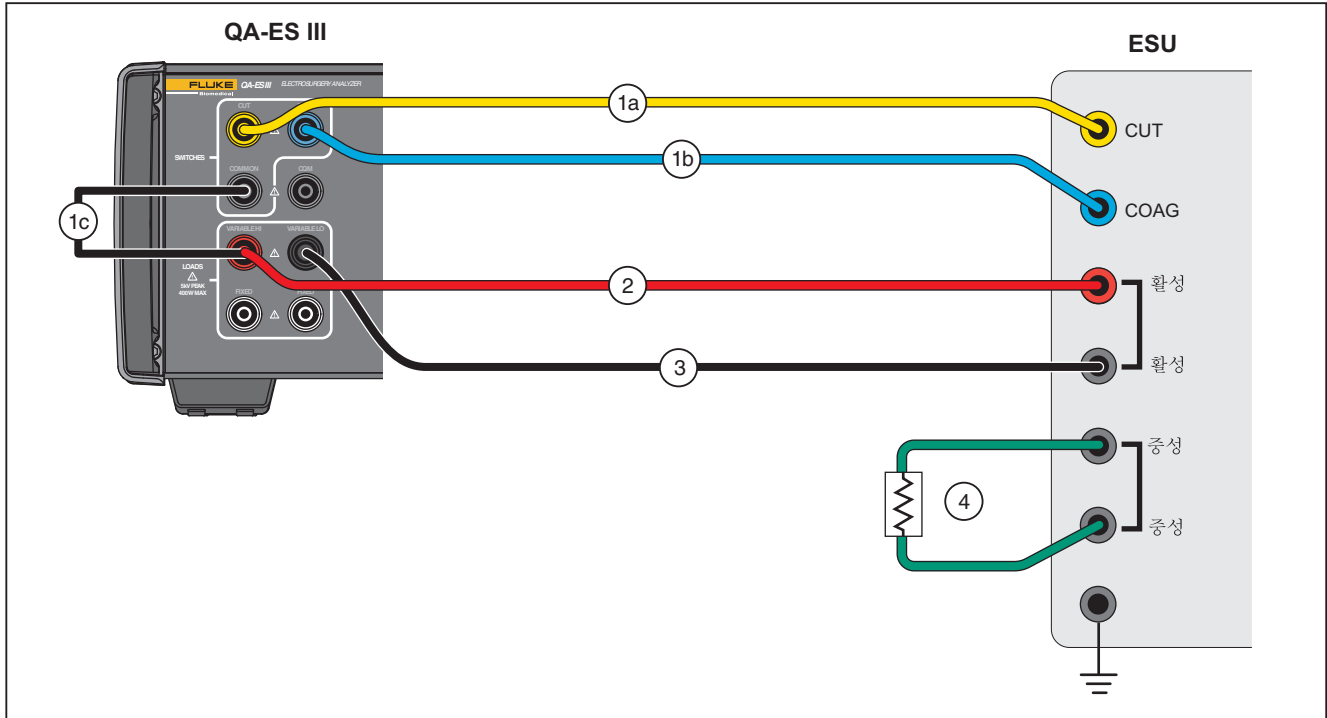 QA-ES III
ESU
FLUKE QA-ES III ELECTROSURGERY ANALYZER
Biomedical
CUT
SWITCHES
COMMON COM
VARIABLE HI VARIABLE LO
LOADS
5kV PEAK
400W MAX
FIXED FIXED
1a
1b
1c
2
3
4
CUT
COAG
활성
활성
중성
중성